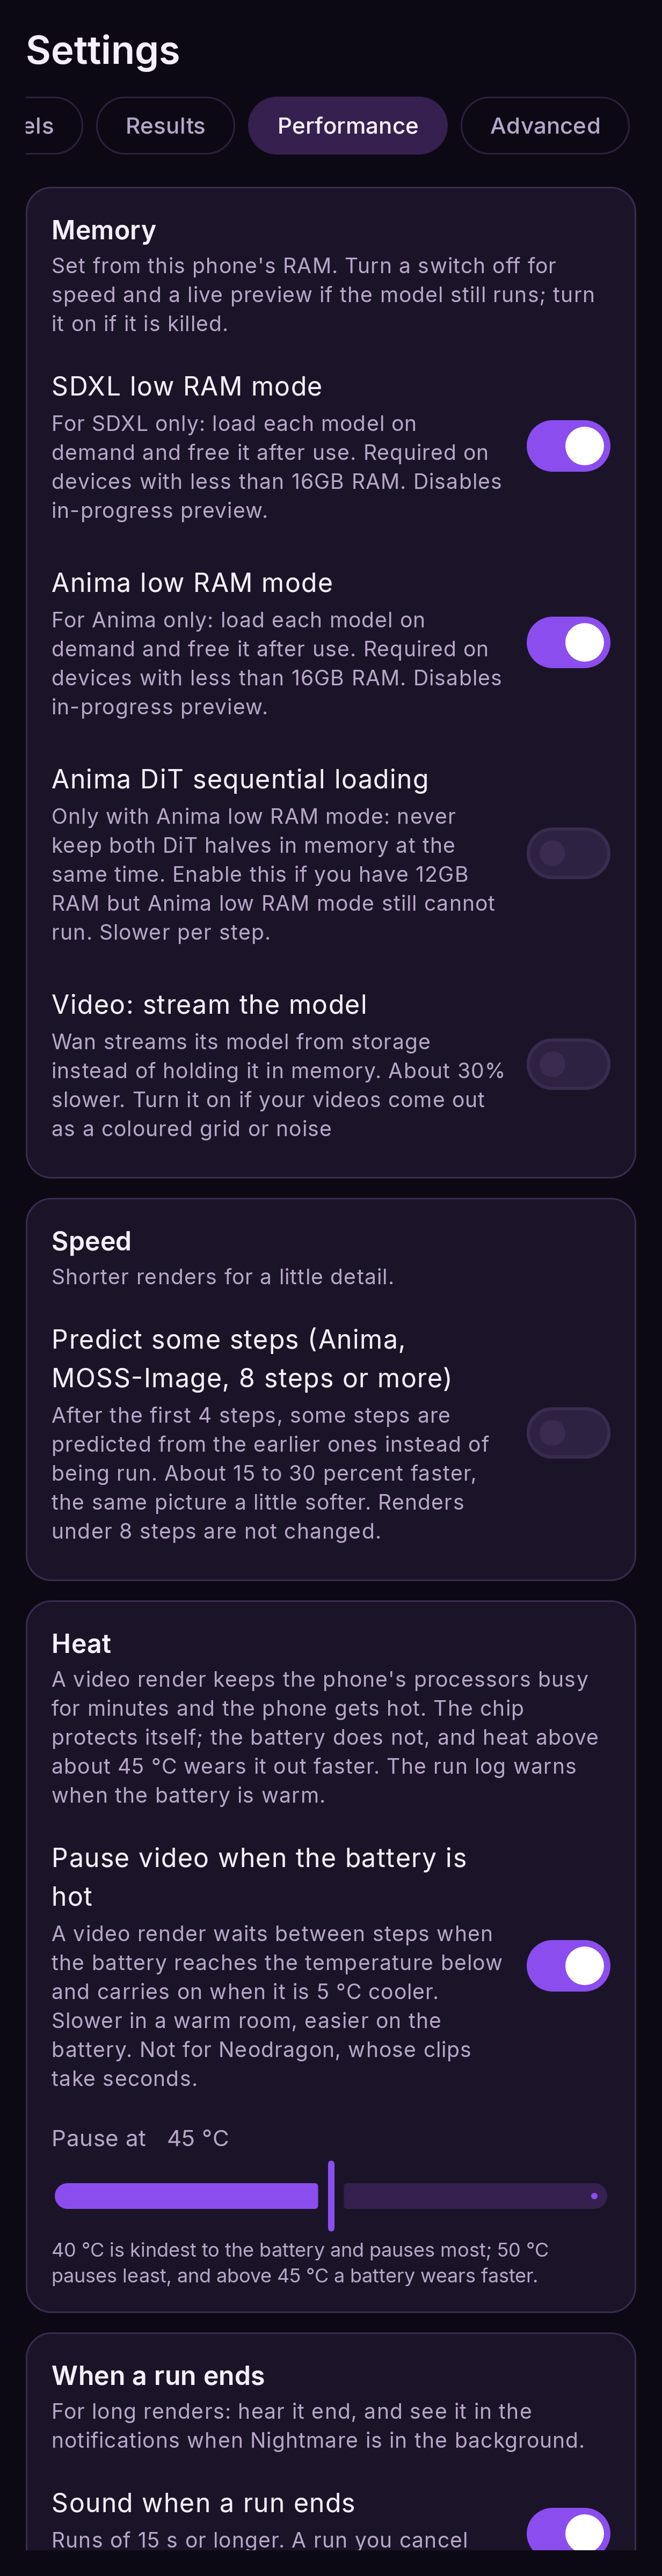 Settings
els
Results
Performance
Advanced
Memory
Set from this phone's RAM. Turn a switch off for
speed and a live preview if the model still runs; turn
it on if it is killed.
SDXL low RAM mode
For SDXL only: load each model on
demand and free it after use. Required on
devices with less than 16GB RAM. Disables
in-progress preview.
Anima low RAM mode
For Anima only: load each model on
demand and free it after use. Required on
devices with less than 16GB RAM. Disables
in-progress preview.
Anima DiT sequential loading
Only with Anima low RAM mode: never
keep both DiT halves in memory at the
same time. Enable this if you have 12GB
RAM but Anima low RAM mode still cannot
run. Slower per step.
Video: stream the model
Wan streams its model from storage
instead of holding it in memory. About 30%
slower. Turn it on if your videos come out
as a coloured grid or noise
Speed
Shorter renders for a little detail.
Predict some steps (Anima,
MOSS-Image, 8 steps or more)
After the first 4 steps, some steps are
predicted from the earlier ones instead of
being run. About 15 to 30 percent faster,
the same picture a little softer. Renders
under 8 steps are not changed.
Heat
A video render keeps the phone's processors busy
for minutes and the phone gets hot. The chip
protects itself; the battery does not, and heat above
about 45 °C wears it out faster. The run log warns
when the battery is warm.
Pause video when the battery is
hot
A video render waits between steps when
the battery reaches the temperature below
and carries on when it is 5 °C cooler.
Slower in a warm room, easier on the
battery. Not for Neodragon, whose clips
take seconds.
Pause at 45 °C
40 °C is kindest to the battery and pauses most; 50 °C
pauses least, and above 45 °C a battery wears faster.
When a run ends
For long renders: hear it end, and see it in the
notifications when Nightmare is in the background.
Sound when a run ends
Runs of 15 s or longer. A run you cancel